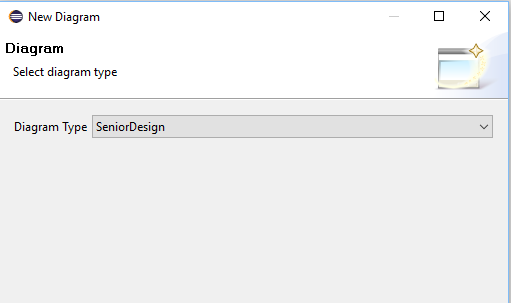 New Diagram
Diagram
Select diagram type
Diagram Type SeniorDesign